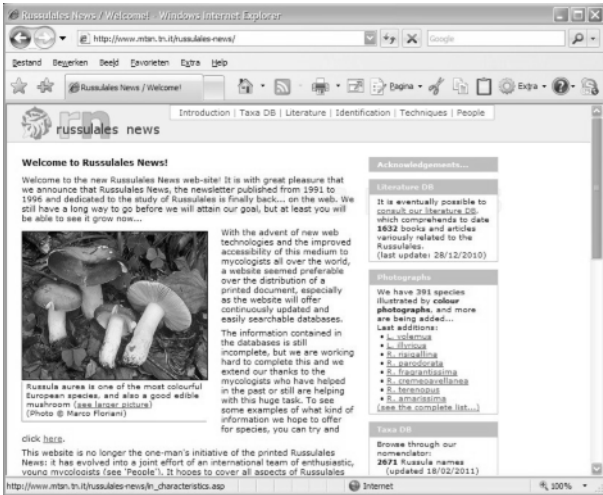 Russulales News / Welcome! - Windows Internet Explorer
http://www.mtsn.tn.it/russulales-news/
Google
Bestand Bewerken Beeld Favorieten Extra Help
Russulales News / Welcome!
Pagina
Extra
Introduction | Taxa DB | Literature | Identification | Techniques | People
rn
russulales news
Welcome to Russulales News!
Welcome to the new Russulales News web-site! It is with great pleasure that
we announce that Russulales News, the newsletter published from 1991 to
1996 and dedicated to the study of Russulales is finally back... on the web. We
still have a long way to go before we will attain our goal, but at least you will
be able to see it grow now...
With the advent of new web
technologies and the improved
accessibility of this medium to
mycologists all over the world,
a website seemed preferable
over the distribution of a
printed document, especially
as the website will offer
continuously updated and
easily searchable databases.
The information contained in
the databases is still
incomplete, but we are working
hard to complete this and we
extend our thanks to the
mycologists who have helped
in the past or still are helping
with this huge task. To see
some examples of what kind of
information we hope to offer
for species, you can try and
click here.
Russula aurea is one of the most colourful
European species, and also a good edible
mushroom (see larger picture)
(Photo © Marco Floriani)
This website is no longer the one-man's initiative of the printed Russulales
News: it has evolved into a joint effort of an international team of enthusiastic,
young mycologists (see 'People'). It hopes to cover all aspects of Russulales
Acknowledgements...
Literature DB
It is eventually possible to
consult our literature DB,
which comprehends to date
1632 books and articles
variously related to the
Russulales.
(last update: 28/12/2010)
Photographs
We have 391 species
illustrated by colour
photographs, and more
are being added...
Last additions:
• L. volemus
• L. illyricus
• R. risigallina
• R. parodorata
• R. fragrantissima
• R. cremeoavellanea
• R. terenopus
• R. amarissima
(see the complete list...)
Taxa DB
Browse through our
nomenclator:
2671 Russula names
(updated 18/02/2011)
http://www.mtsn.tn.it/russulales-news/in_characteristics.asp
Internet
100%